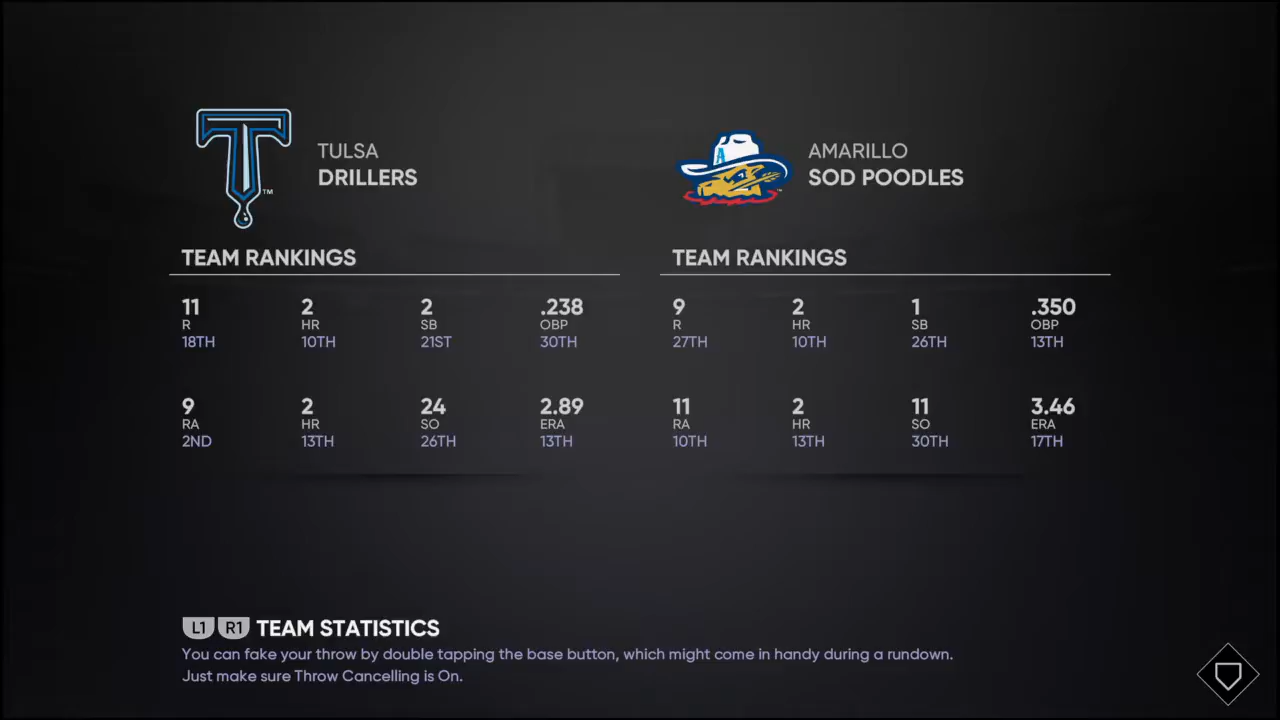 TULSA
DRILLERS
AMARILLO
SOD POODLES
TEAM RANKINGS
11 2 2 .238
R HR SB OBP
18TH 10TH 21ST 30TH
9 2 24 2.89
RA HR SO ERA
2ND 13TH 26TH 13TH
TEAM RANKINGS
9 2 1 .350
R HR SB OBP
27TH 10TH 26TH 13TH
11 2 11 3.46
RA HR SO ERA
10TH 13TH 30TH 17TH
L1 R1 TEAM STATISTICS
You can fake your throw by double tapping the base button, which might come in handy during a rundown.
Just make sure Throw Cancelling is On.